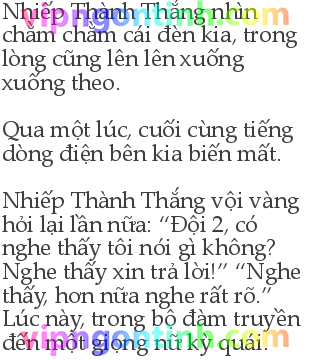 Nhiếp Thành Thắng nhìn
chằm chằm cái đèn kia, trong
lòng cũng lên lên xuống
xuống theo.
Qua một lúc, cuối cùng tiếng
dòng điện bên kia biến mất.
Nhiếp Thành Thắng vội vàng
hỏi lại lần nữa: “Đội 2, có
nghe thấy tôi nói gì không?
Nghe thấy xin trả lời!” “Nghe
thấy, hơn nữa nghe rất rõ.”
Lúc này, trong bộ đàm truyền
đến một giọng nữ kỳ quái.
vipngontinh.com
vipngontinh.com